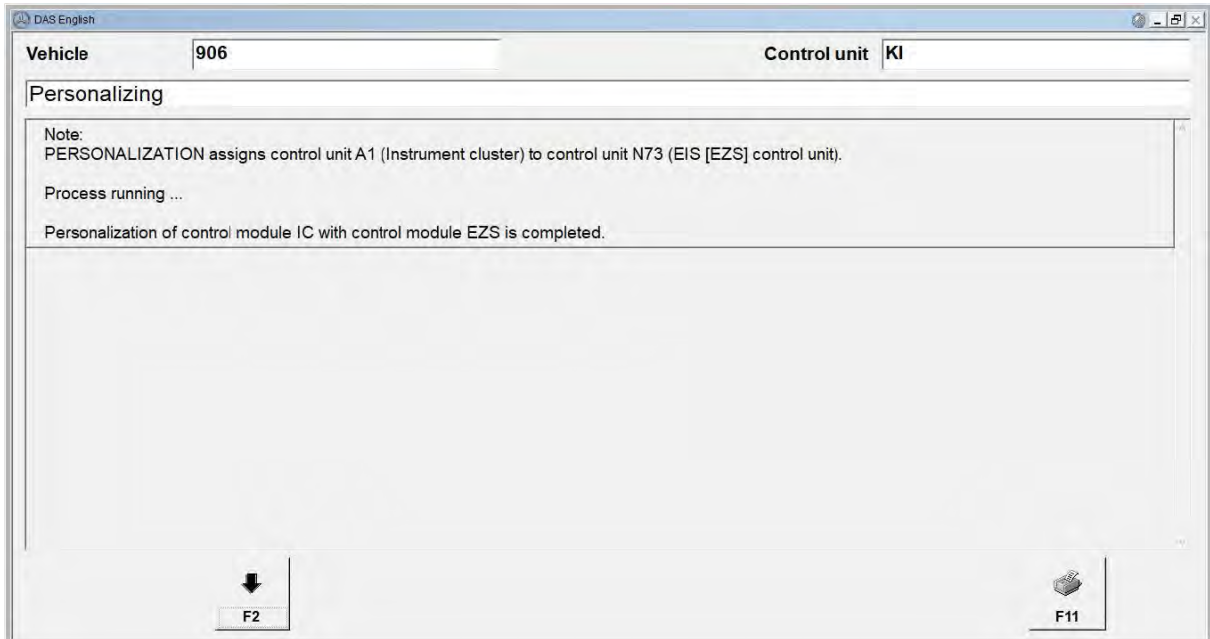 DAS English
Vehicle 906 Control unit KI
Personalizing
Note:
PERSONALIZATION assigns control unit A1 (Instrument cluster) to control unit N73 (EIS [EZS] control unit).
Process running ...
Personalization of control module IC with control module EZS is completed.
F2 F11